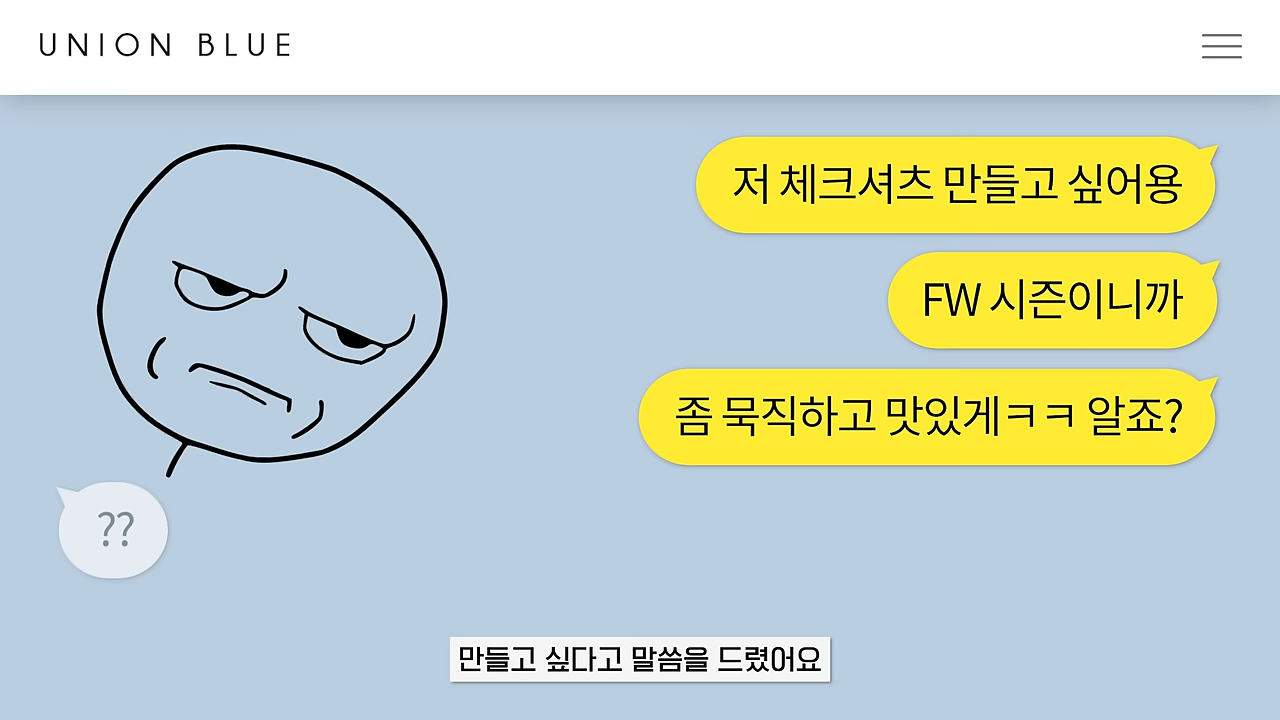 UNION BLUE
저 체크셔츠 만들고 싶어용
FW 시즌이니까
좀 묵직하고 맛있게ㅋㅋ 알죠?
??
만들고 싶다고 말씀을 드렸어요